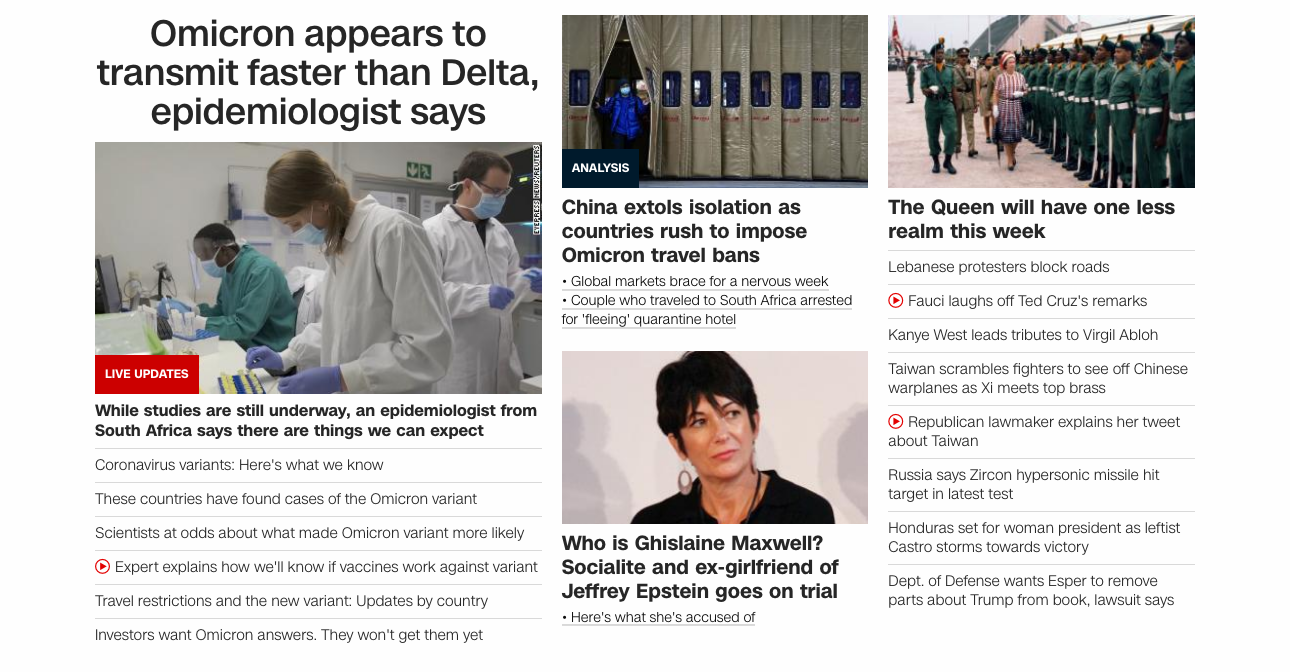 Omicron appears to
transmit faster than Delta,
epidemiologist says
EYEPRESS NEWS/REUTERS
LIVE UPDATES
While studies are still underway, an epidemiologist from
South Africa says there are things we can expect
Coronavirus variants: Here's what we know
These countries have found cases of the Omicron variant
Scientists at odds about what made Omicron variant more likely
Expert explains how we'll know if vaccines work against variant
Travel restrictions and the new variant: Updates by country
Investors want Omicron answers. They won't get them yet
ANALYSIS
China extols isolation as
countries rush to impose
Omicron travel bans
• Global markets brace for a nervous week
• Couple who traveled to South Africa arrested
for 'fleeing' quarantine hotel
Who is Ghislaine Maxwell?
Socialite and ex-girlfriend of
Jeffrey Epstein goes on trial
• Here's what she's accused of
The Queen will have one less
realm this week
Lebanese protesters block roads
Fauci laughs off Ted Cruz's remarks
Kanye West leads tributes to Virgil Abloh
Taiwan scrambles fighters to see off Chinese
warplanes as Xi meets top brass
Republican lawmaker explains her tweet
about Taiwan
Russia says Zircon hypersonic missile hit
target in latest test
Honduras set for woman president as leftist
Castro storms towards victory
Dept. of Defense wants Esper to remove
parts about Trump from book, lawsuit says